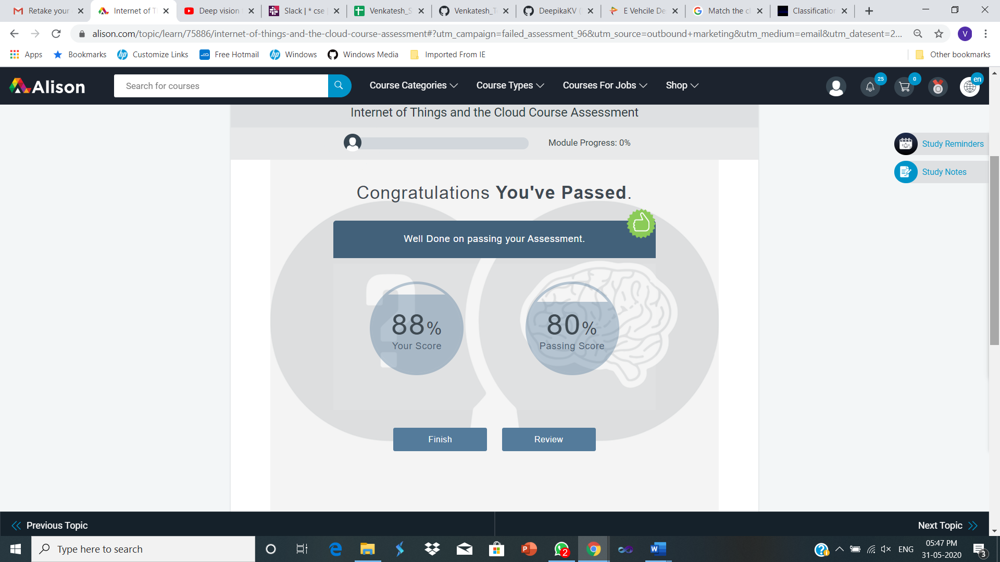 Retake your
Internet of T
Deep vision
Slack | * cse
Venkatesh_S
Venkatesh_T
DeepikaKV (
E Vehcile De
Match the c
Classification
alison.com/topic/learn/75886/internet-of-things-and-the-cloud-course-assessment#?utm_campaign=failed_assessment_96&utm_source=outbound+marketing&utm_medium=email&utm_datesent=2...
V
Apps
Bookmarks
Customize Links
Free Hotmail
Windows
Windows Media
Imported From IE
Other bookmarks
Alison
Search for courses
Course Categories
Course Types
Courses For Jobs
Shop
25
0
en
Internet of Things and the Cloud Course Assessment
Module Progress: 0%
Study Reminders
Study Notes
Congratulations You've Passed.
Well Done on passing your Assessment.
88%
Your Score
80%
Passing Score
Finish
Review
Previous Topic
Next Topic
Type here to search
2
ENG
05:47 PM
31-05-2020
3